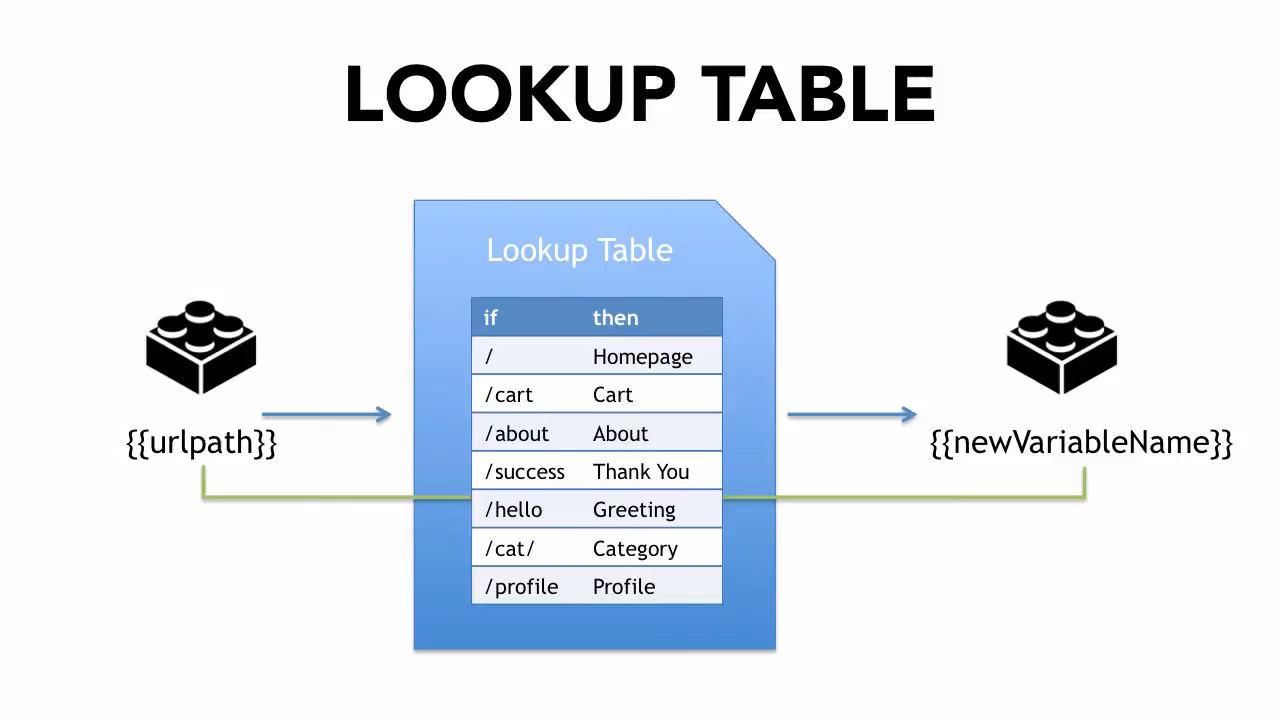 LOOKUP TABLE
Lookup Table
if then
/ Homepage
/cart Cart
/about About
/success Thank You
/hello Greeting
/cat/ Category
/profile Profile
{{urlpath}}
{{newVariableName}}